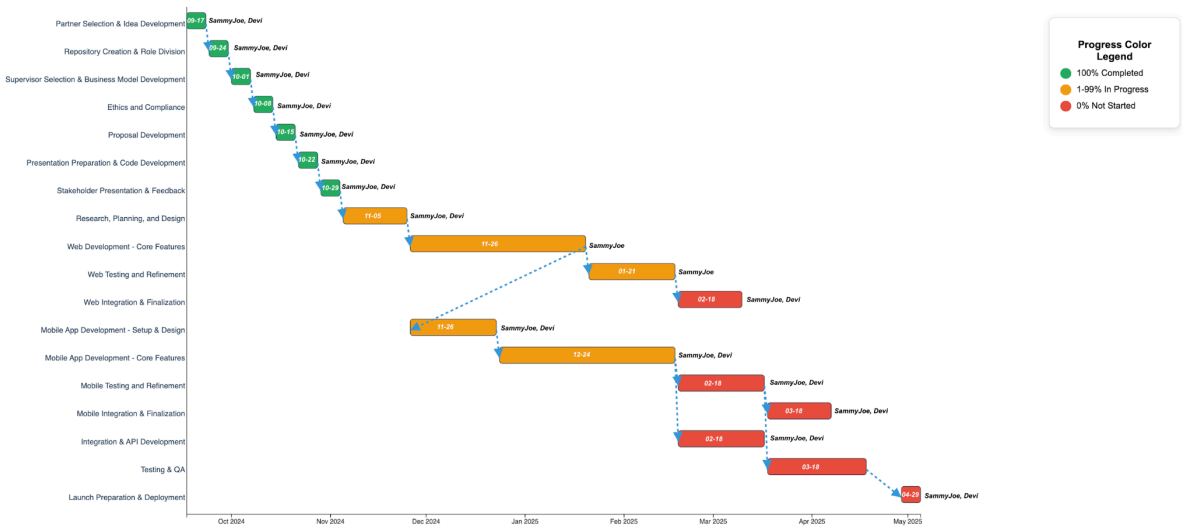 Partner Selection & Idea Development 09-17 SammyJoe, Devi
Repository Creation & Role Division 09-24 SammyJoe, Devi
Supervisor Selection & Business Model Development 10-01 SammyJoe, Devi
Ethics and Compliance 10-08 SammyJoe, Devi
Proposal Development 10-15 SammyJoe, Devi
Presentation Preparation & Code Development 10-22 SammyJoe, Devi
Stakeholder Presentation & Feedback 10-29 SammyJoe, Devi
Research, Planning, and Design 11-05 SammyJoe, Devi
Web Development - Core Features 11-26 SammyJoe
Web Testing and Refinement 01-21 SammyJoe
Web Integration & Finalization 02-18 SammyJoe, Devi
Mobile App Development - Setup & Design 11-26 SammyJoe, Devi
Mobile App Development - Core Features 12-24 SammyJoe, Devi
Mobile Testing and Refinement 02-18 SammyJoe, Devi
Mobile Integration & Finalization 03-18 SammyJoe, Devi
Integration & API Development 02-18 SammyJoe, Devi
Testing & QA 03-18
Launch Preparation & Deployment 04-29 SammyJoe, Devi
Oct 2024 Nov 2024 Dec 2024 Jan 2025 Feb 2025 Mar 2025 Apr 2025 May 2025
Progress Color
Legend
100% Completed
1-99% In Progress
0% Not Started